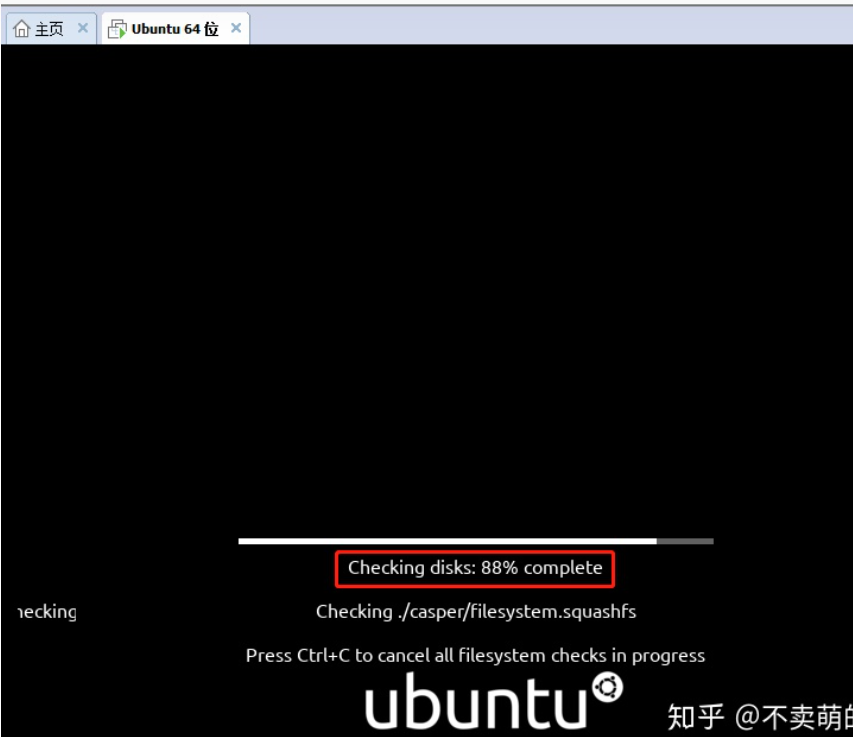 主页
Ubuntu 64 位
Checking disks: 88% complete
hecking
Checking ./casper/filesystem.squashfs
Press Ctrl+C to cancel all filesystem checks in progress
ubuntu
知乎 @不卖萌的